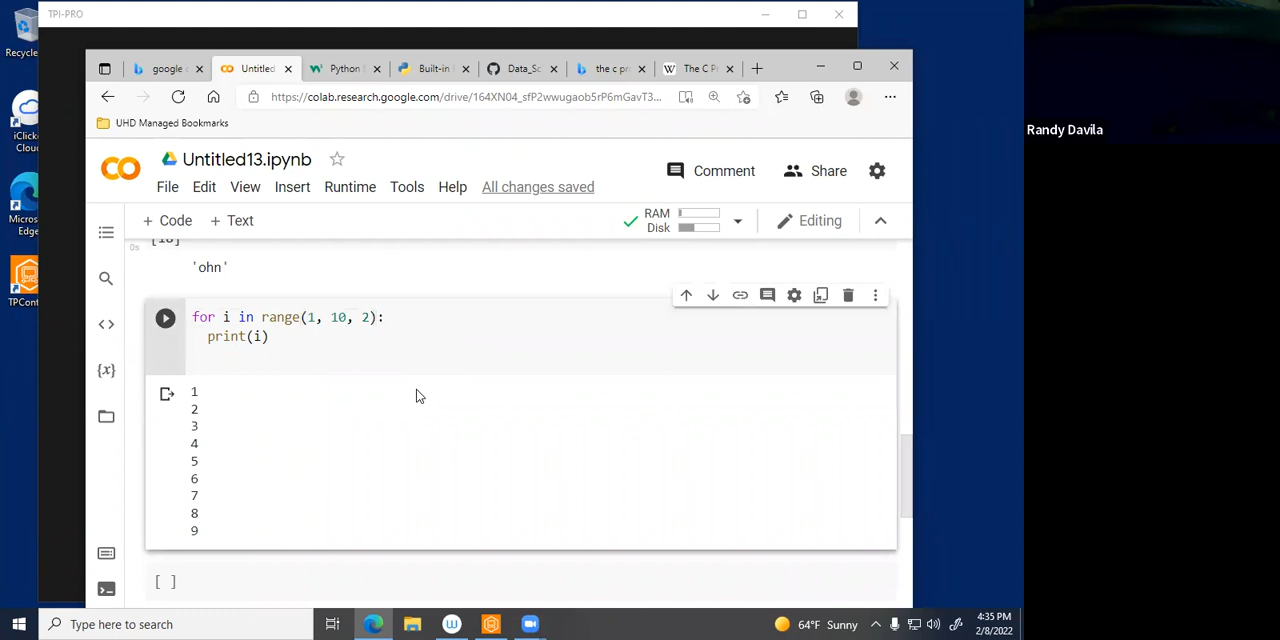 TPI-PRO
Recycle
iClicke
Cloud
Micros
Edge
TPCont
google c
Untitled
Python
Built-in
Data_Sc
the c pr
The C Pr
https://colab.research.google.com/drive/164XN04_sfP2wwugaob5rP6mGavT3...
UHD Managed Bookmarks
Untitled13.ipynb
File Edit View Insert Runtime Tools Help All changes saved
Comment Share
+ Code + Text
RAM
Disk
Editing
0s
'ohn'
for i in range(1, 10, 2):
print(i)
1
2
3
4
5
6
7
8
9
[ ]
Type here to search
64°F Sunny
4:35 PM
2/8/2022
Randy Davila